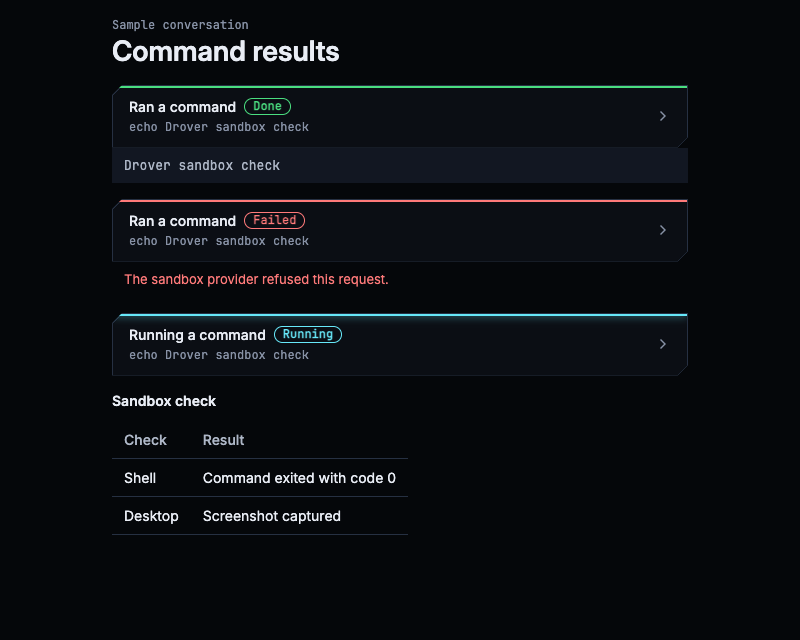 Sample conversation
Command results
Ran a command Done
echo Drover sandbox check
Drover sandbox check
Ran a command Failed
echo Drover sandbox check
The sandbox provider refused this request.
Running a command Running
echo Drover sandbox check
Sandbox check
Check Result
Shell Command exited with code 0
Desktop Screenshot captured